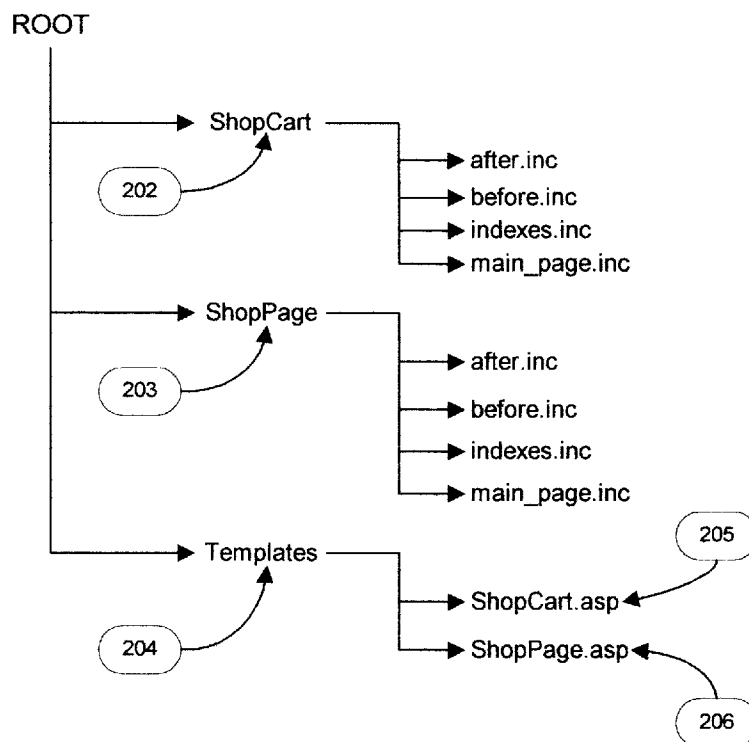 ROOT
ShopCart
202
after.inc
before.inc
indexes.inc
main_page.inc
ShopPage
203
after.inc
before.inc
indexes.inc
main_page.inc
Templates
204
205
ShopCart.asp
ShopPage.asp
206